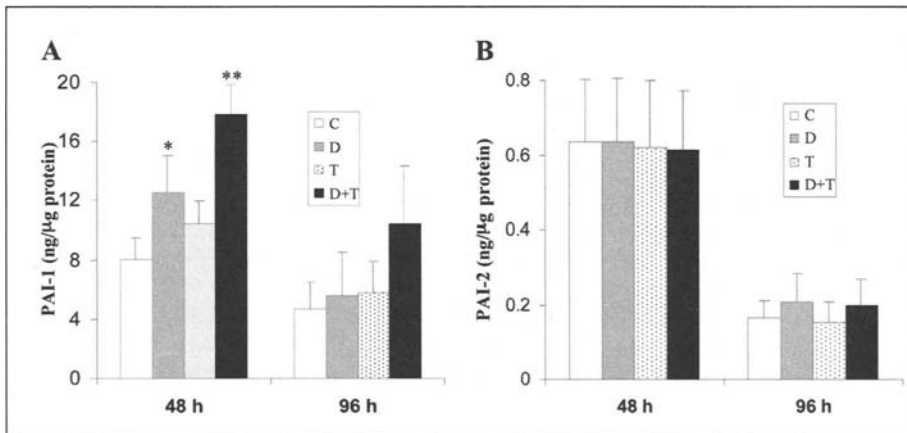 A
PAI-1 (ng/µg protein)
20
16
12
8
4
0
*
**
C
D
T
D+T
48 h
96 h
B
PAI-2 (ng/µg protein)
0.8
0.6
0.4
0.2
0
C
D
T
D+T
48 h
96 h